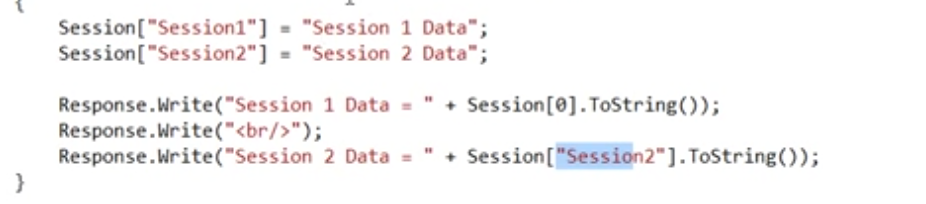 {
Session["Session1"] = "Session 1 Data";
Session["Session2"] = "Session 2 Data";
Response.Write("Session 1 Data = " + Session[0].ToString());
Response.Write("<br/>");
Response.Write("Session 2 Data = " + Session["Session2"].ToString());
}